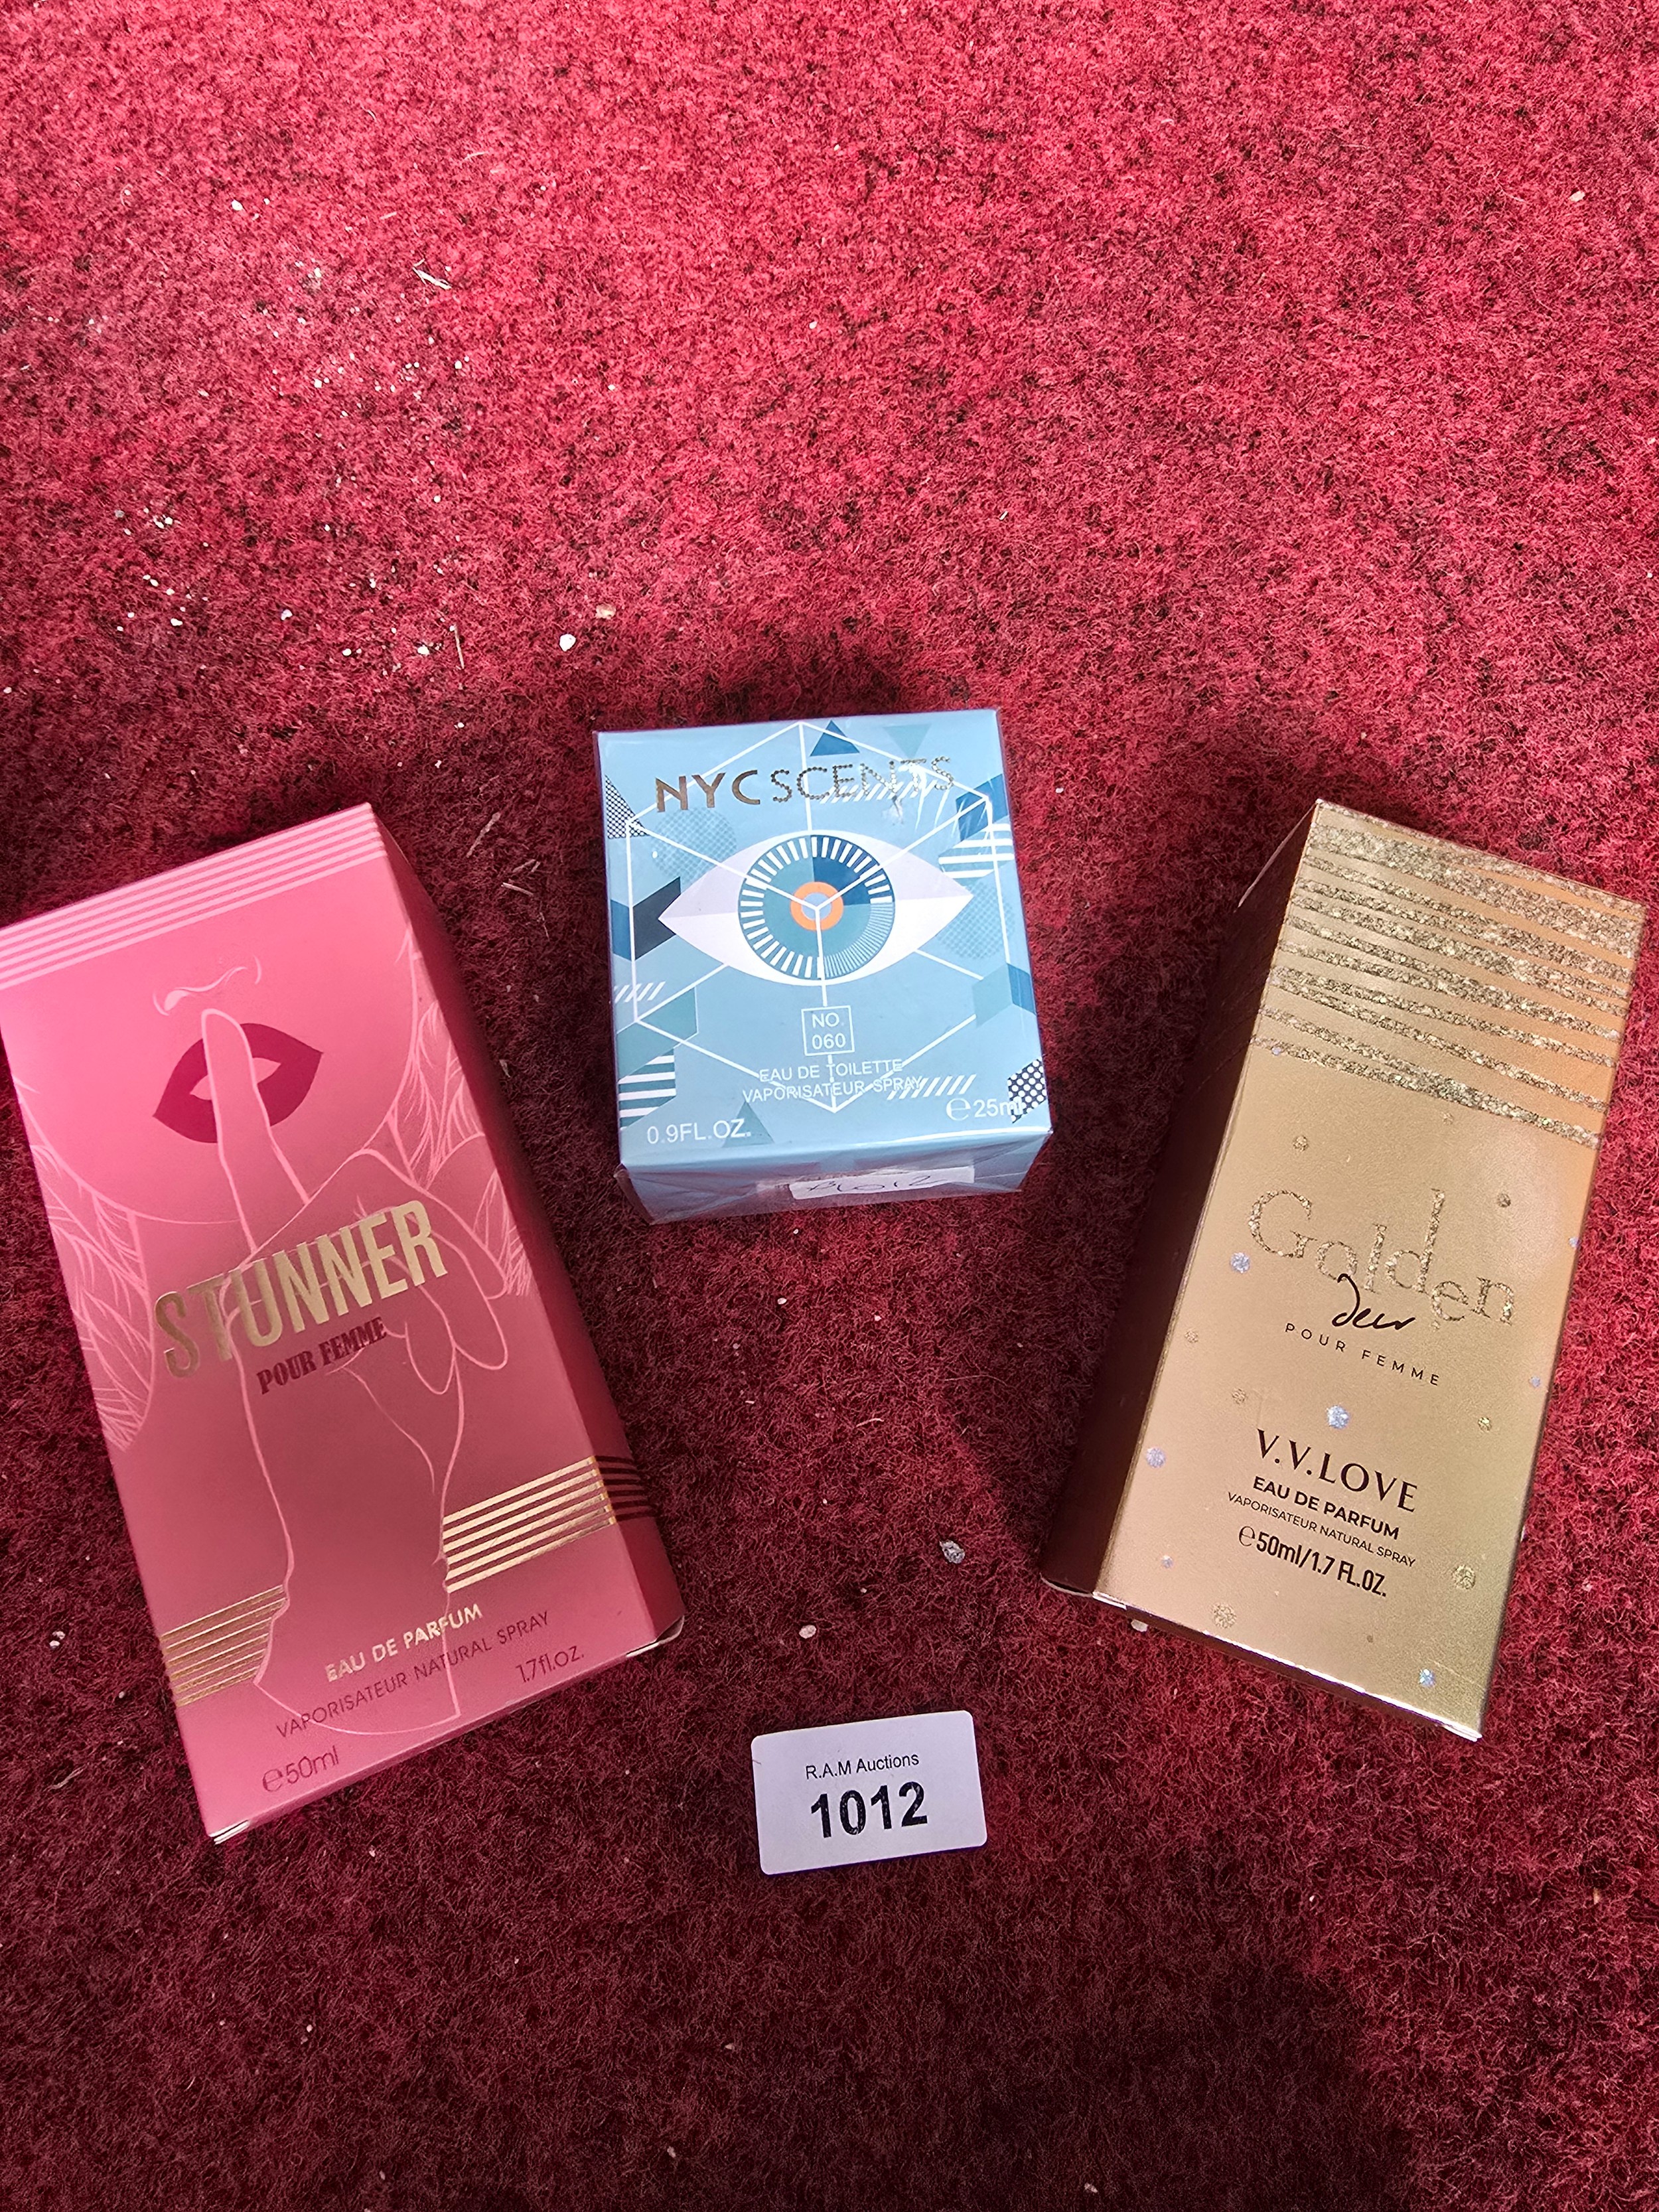 STUNNER
POUR FEMME
EAU DE PARFUM
VAPORISATEUR NATURAL SPRAY
1.7fl.oz.
℮50ml
NYC SCENTS
NO.
060
EAU DE TOILETTE
VAPORISATEUR SPRAY
℮25ml.
0.9FL.OZ.
Golden
Dew
POUR FEMME
V.V.LOVE
EAU DE PARFUM
VAPORISATEUR NATURAL SPRAY
℮50ml/1.7 FL.OZ.
R.A.M Auctions
1012